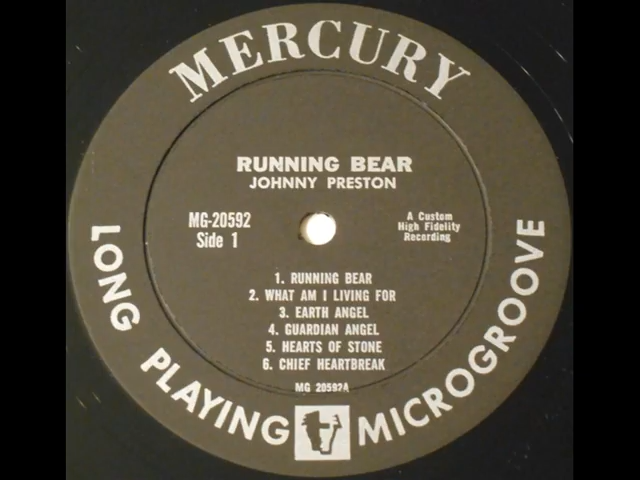 MERCURY
RUNNING BEAR
JOHNNY PRESTON
MG-20592
Side 1
A Custom
High Fidelity
Recording
1. RUNNING BEAR
2. WHAT AM I LIVING FOR
3. EARTH ANGEL
4. GUARDIAN ANGEL
5. HEARTS OF STONE
6. CHIEF HEARTBREAK
MG 20592A
LONG PLAYING MICROGROOVE